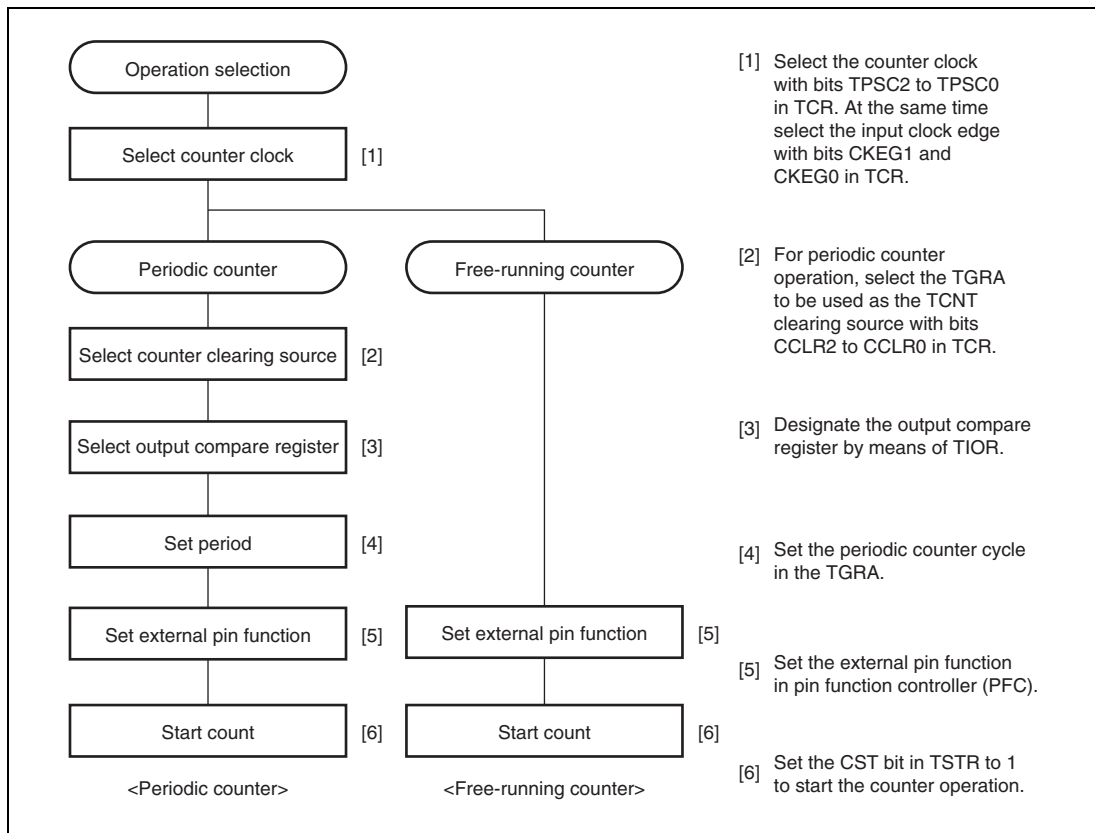 Operation selection
Select counter clock
[1]
Periodic counter
Free-running counter
Select counter clearing source
[2]
Select output compare register
[3]
Set period
[4]
Set external pin function
[5]
Set external pin function
[5]
Start count
[6]
Start count
[6]
<Periodic counter>
<Free-running counter>
[1] Select the counter clock
with bits TPSC2 to TPSC0
in TCR. At the same time
select the input clock edge
with bits CKEG1 and
CKEG0 in TCR.
[2] For periodic counter
operation, select the TGRA
to be used as the TCNT
clearing source with bits
CCLR2 to CCLR0 in TCR.
[3] Designate the output compare
register by means of TIOR.
[4] Set the periodic counter cycle
in the TGRA.
[5] Set the external pin function
in pin function controller (PFC).
[6] Set the CST bit in TSTR to 1
to start the counter operation.